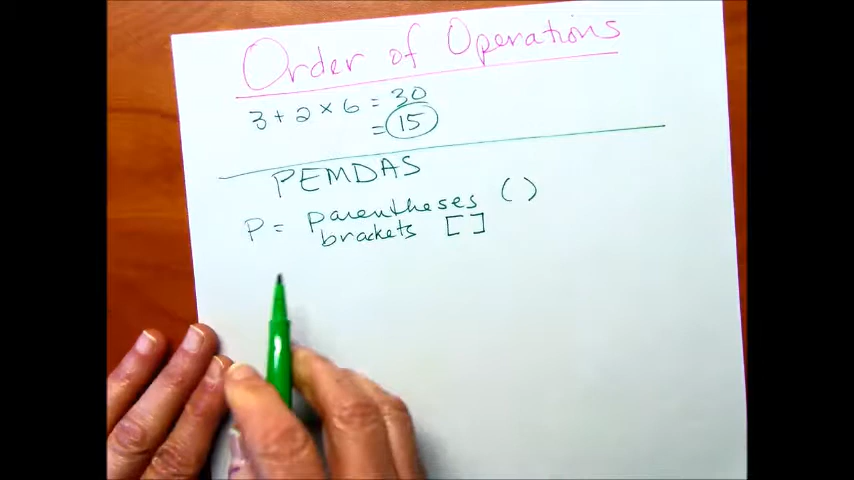 Order of Operations
3 + 2 × 6 = 30
= 15
PEMDAS
P = parentheses ( )
brackets [ ]